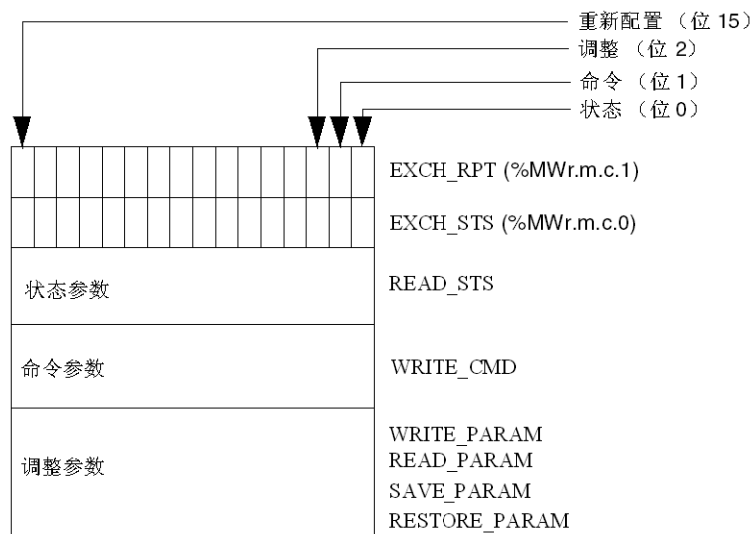 重新配置（位 15）
调整（位 2）
命令（位 1）
状态（位 0）
EXCH_RPT (%MWr.m.c.1)
EXCH_STS (%MWr.m.c.0)
状态参数 READ_STS
命令参数 WRITE_CMD
WRITE_PARAM
调整参数 READ_PARAM
SAVE_PARAM
RESTORE_PARAM